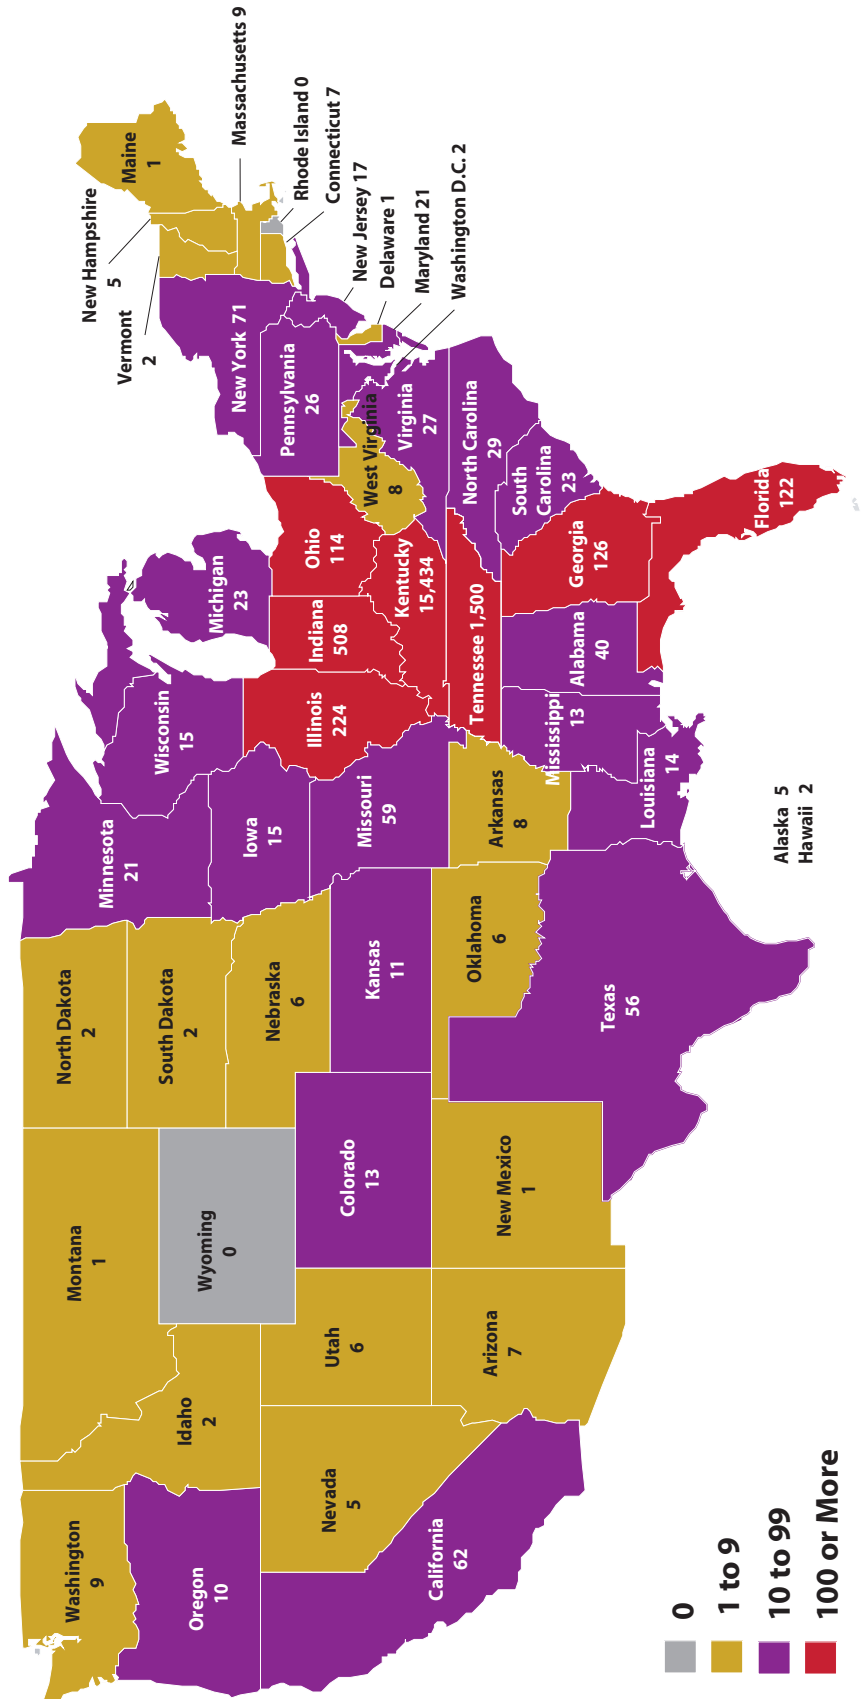 Washington
9
Oregon
10
California
62
Nevada
5
Idaho
2
Montana
1
Wyoming
0
Utah
6
Arizona
7
Colorado
13
New Mexico
1
North Dakota
2
South Dakota
2
Nebraska
6
Kansas
11
Oklahoma
6
Texas
56
Minnesota
21
Iowa
15
Missouri
59
Arkansas
8
Louisiana
14
Wisconsin
15
Illinois
224
Michigan
23
Indiana
508
Ohio
114
Kentucky
15,434
Tennessee 1,500
Mississippi
13
Alabama
40
Georgia
126
Florida
122
South
Carolina
23
North Carolina
29
Virginia
27
West Virginia
8
Pennsylvania
26
New York 71
Vermont
2
New Hampshire
5
Maine
1
Massachusetts 9
Rhode Island 0
Connecticut 7
New Jersey 17
Delaware 1
Maryland 21
Washington D.C. 2
Alaska 5
Hawaii 2
0
1 to 9
10 to 99
100 or More